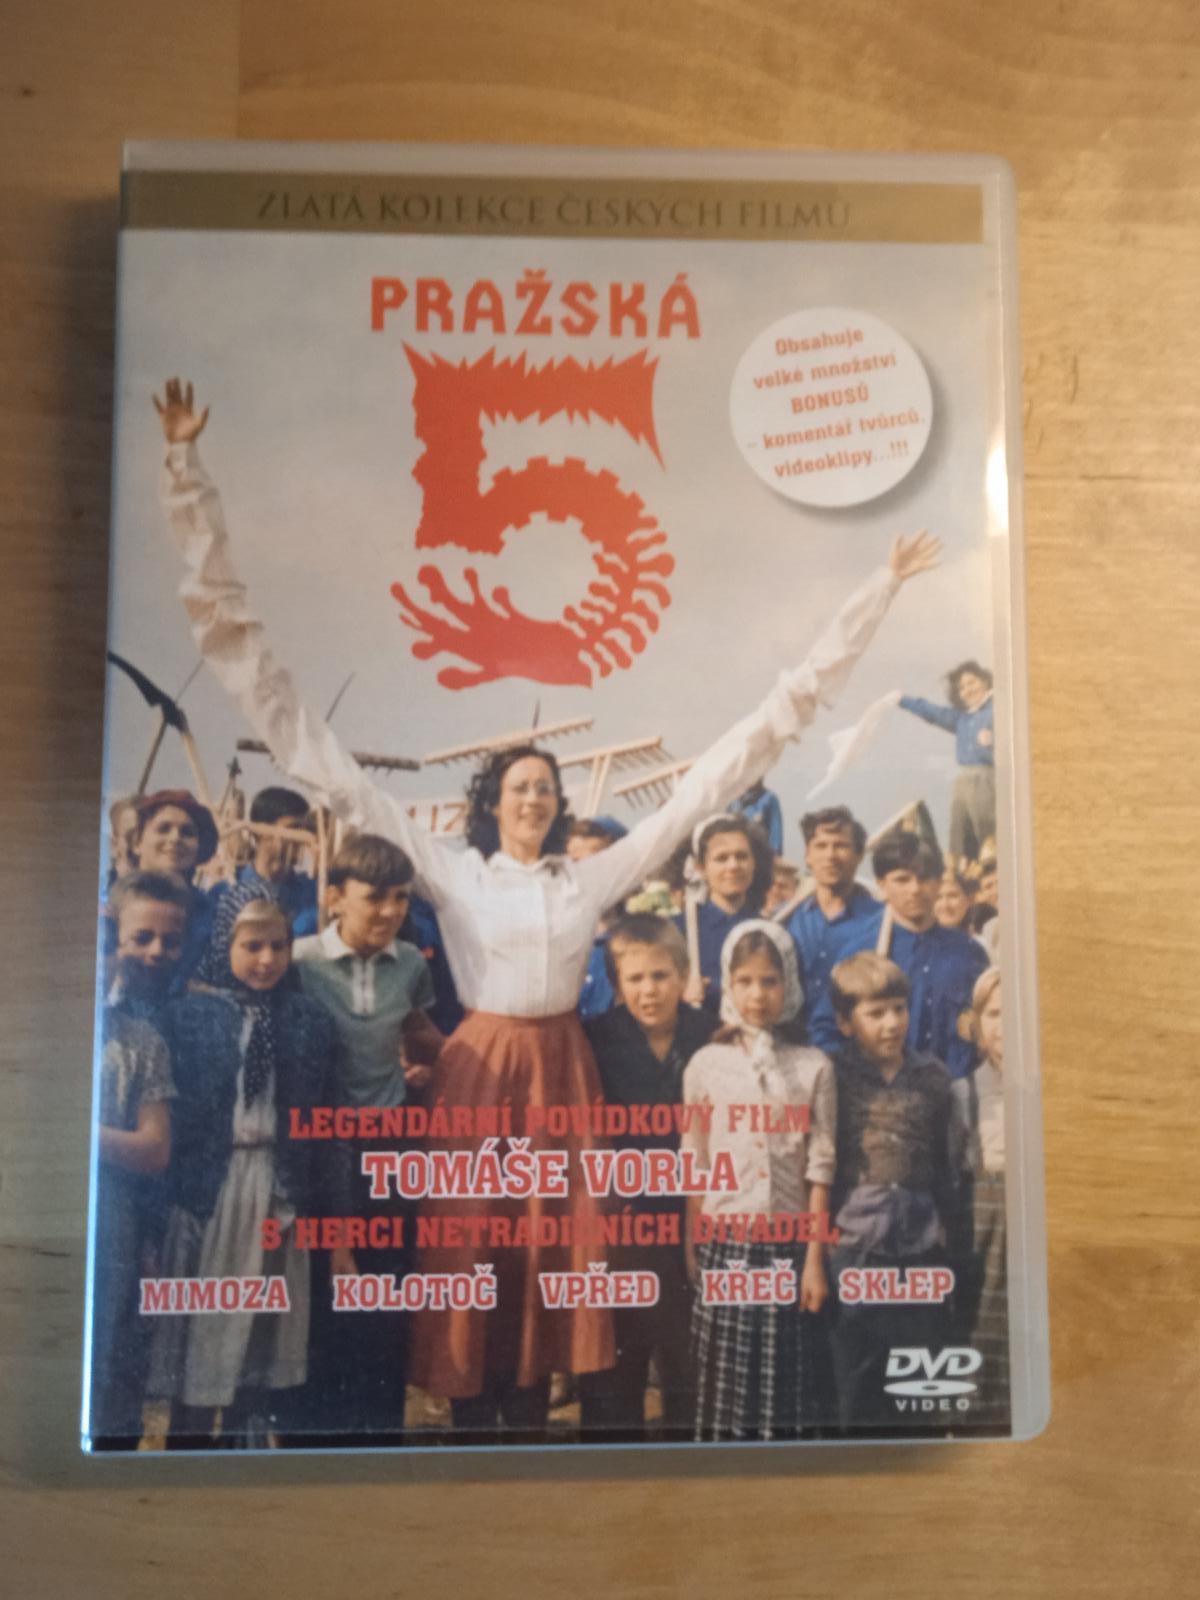 ZLATÁ KOLEKCE ČESKÝCH FILMŮ
PRAŽSKÁ
5
Obsahuje
velké množství
BONUSŮ
– komentář tvůrců,
videoklipy...!!!
UZ
LEGENDÁRNÍ POVÍDKOVÝ FILM
TOMÁŠE VORLA
S HERCI NETRADIČNÍCH DIVADEL
MIMOZA KOLOTOČ VPŘED KŘEČ SKLEP
DVD
VIDEO